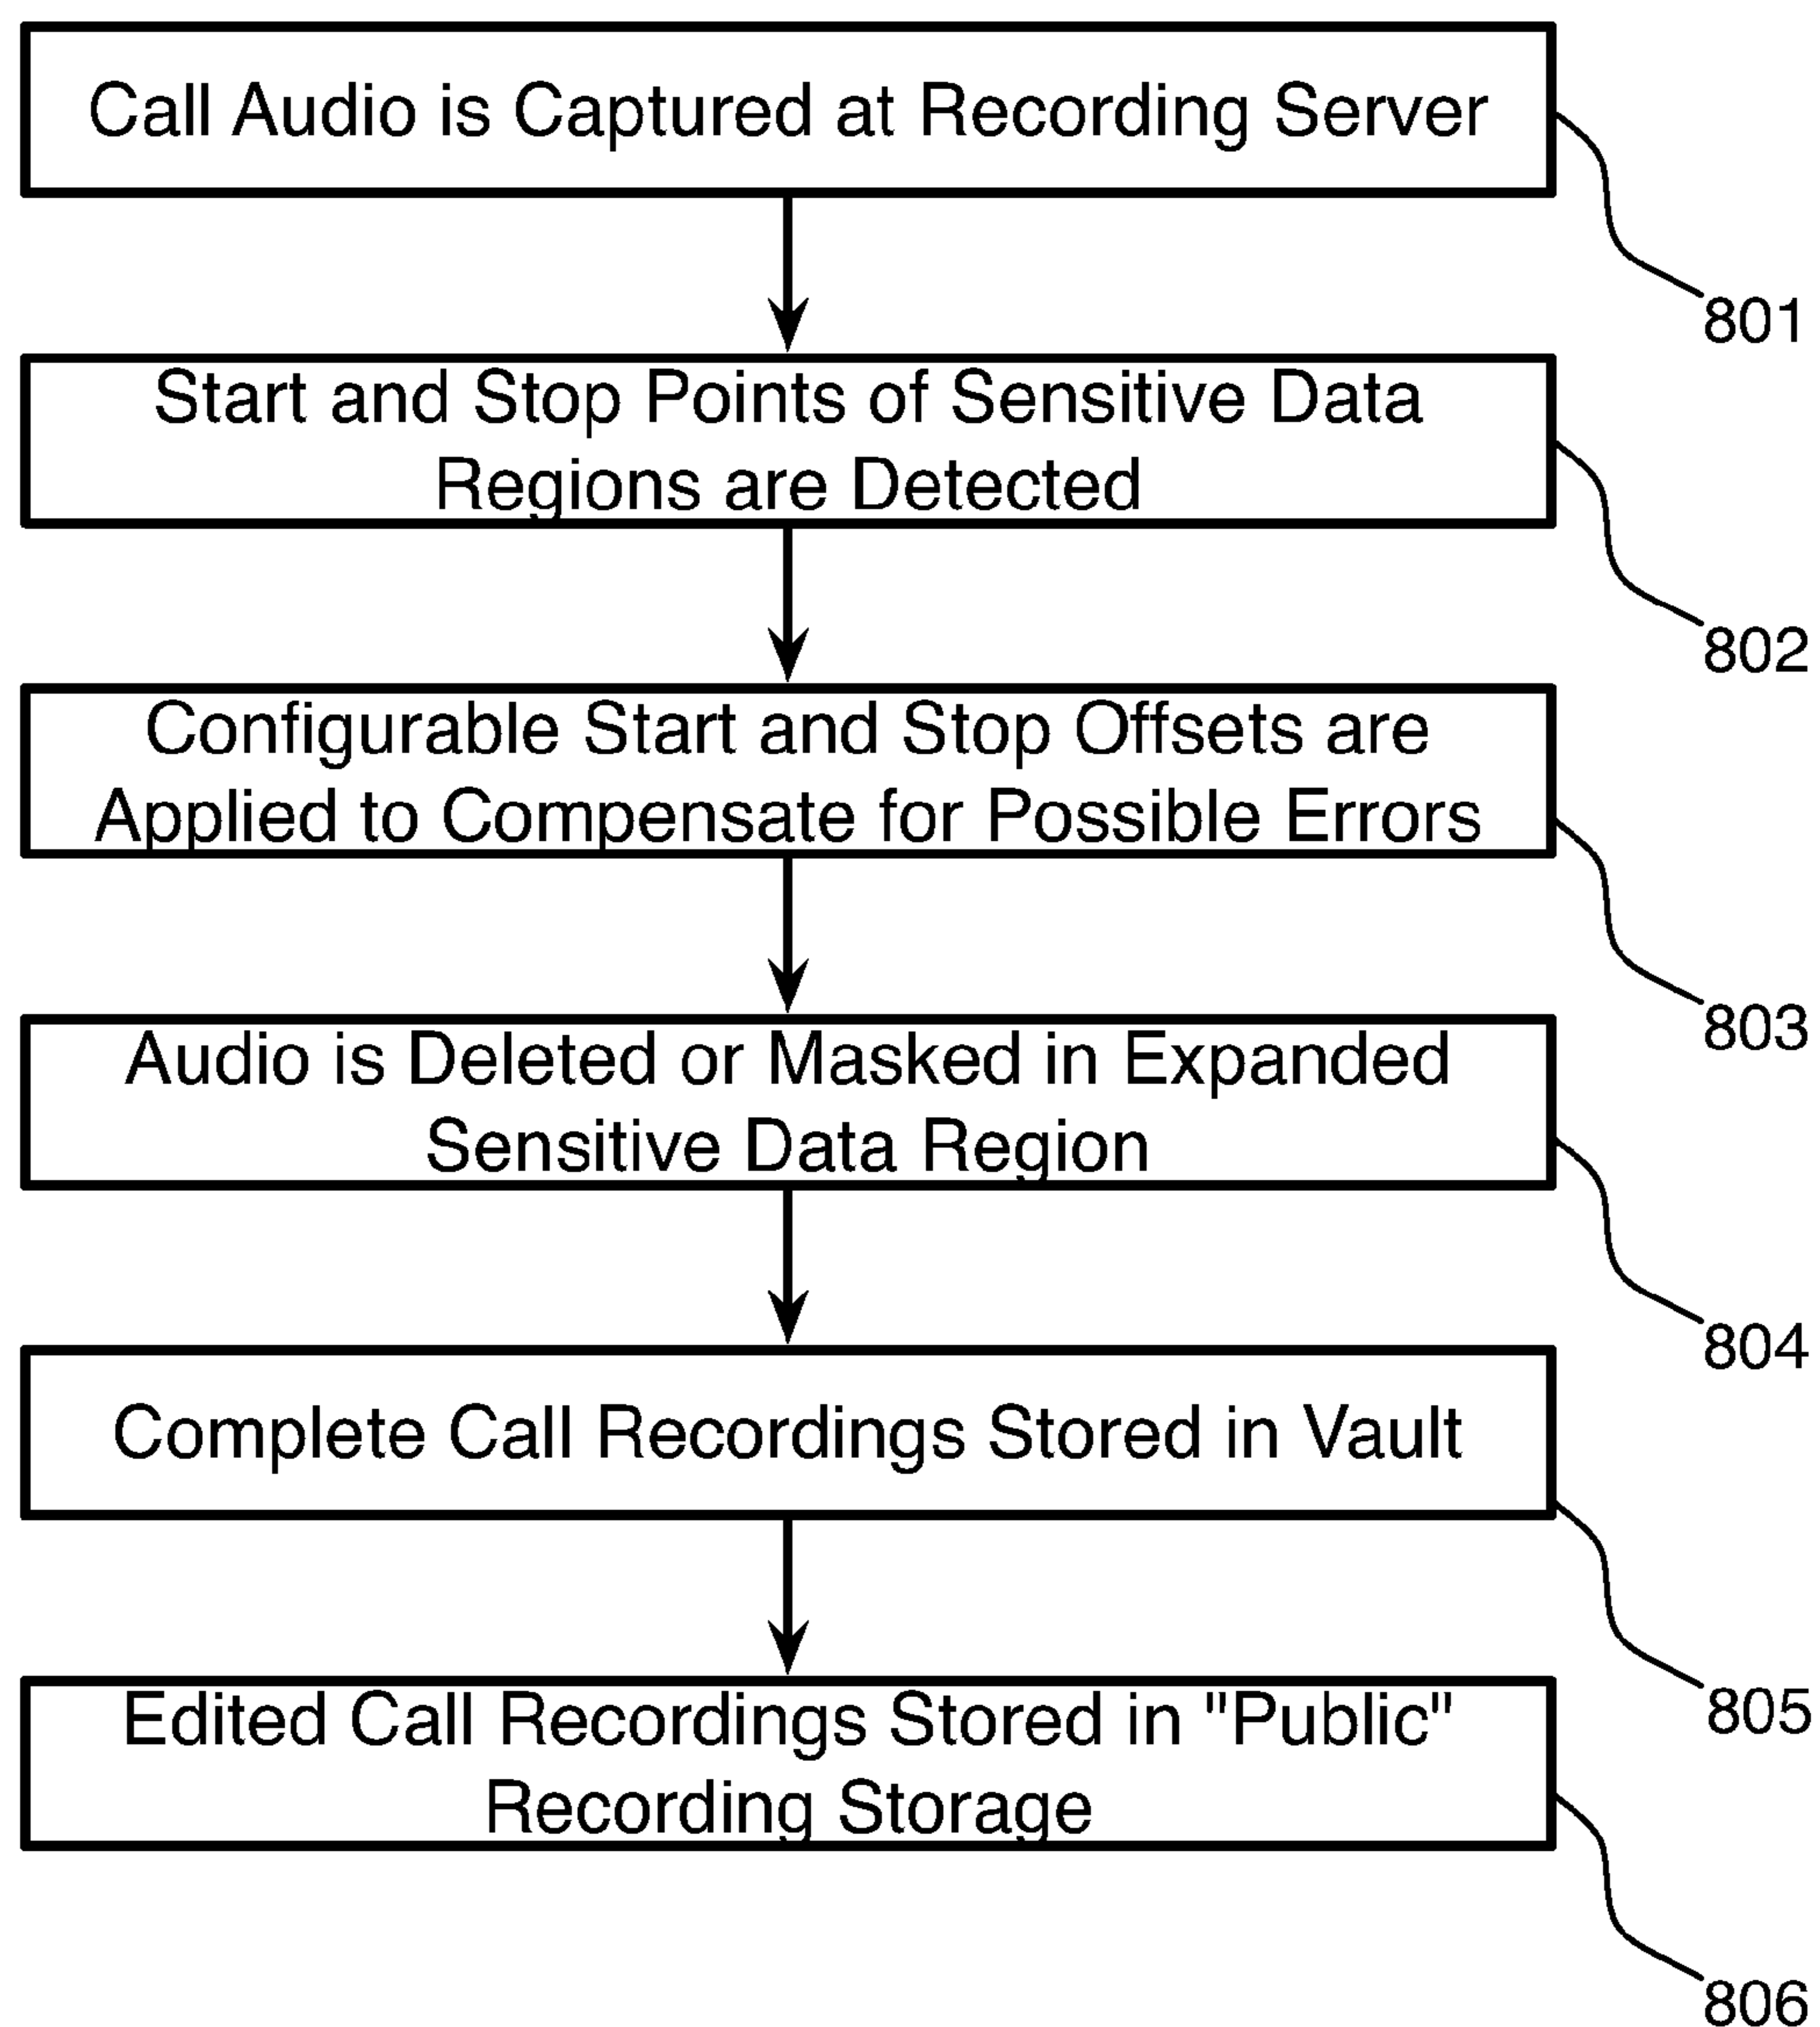 Call Audio is Captured at Recording Server
801
Start and Stop Points of Sensitive Data
Regions are Detected
802
Configurable Start and Stop Offsets are
Applied to Compensate for Possible Errors
803
Audio is Deleted or Masked in Expanded
Sensitive Data Region
804
Complete Call Recordings Stored in Vault
805
Edited Call Recordings Stored in "Public"
Recording Storage
806